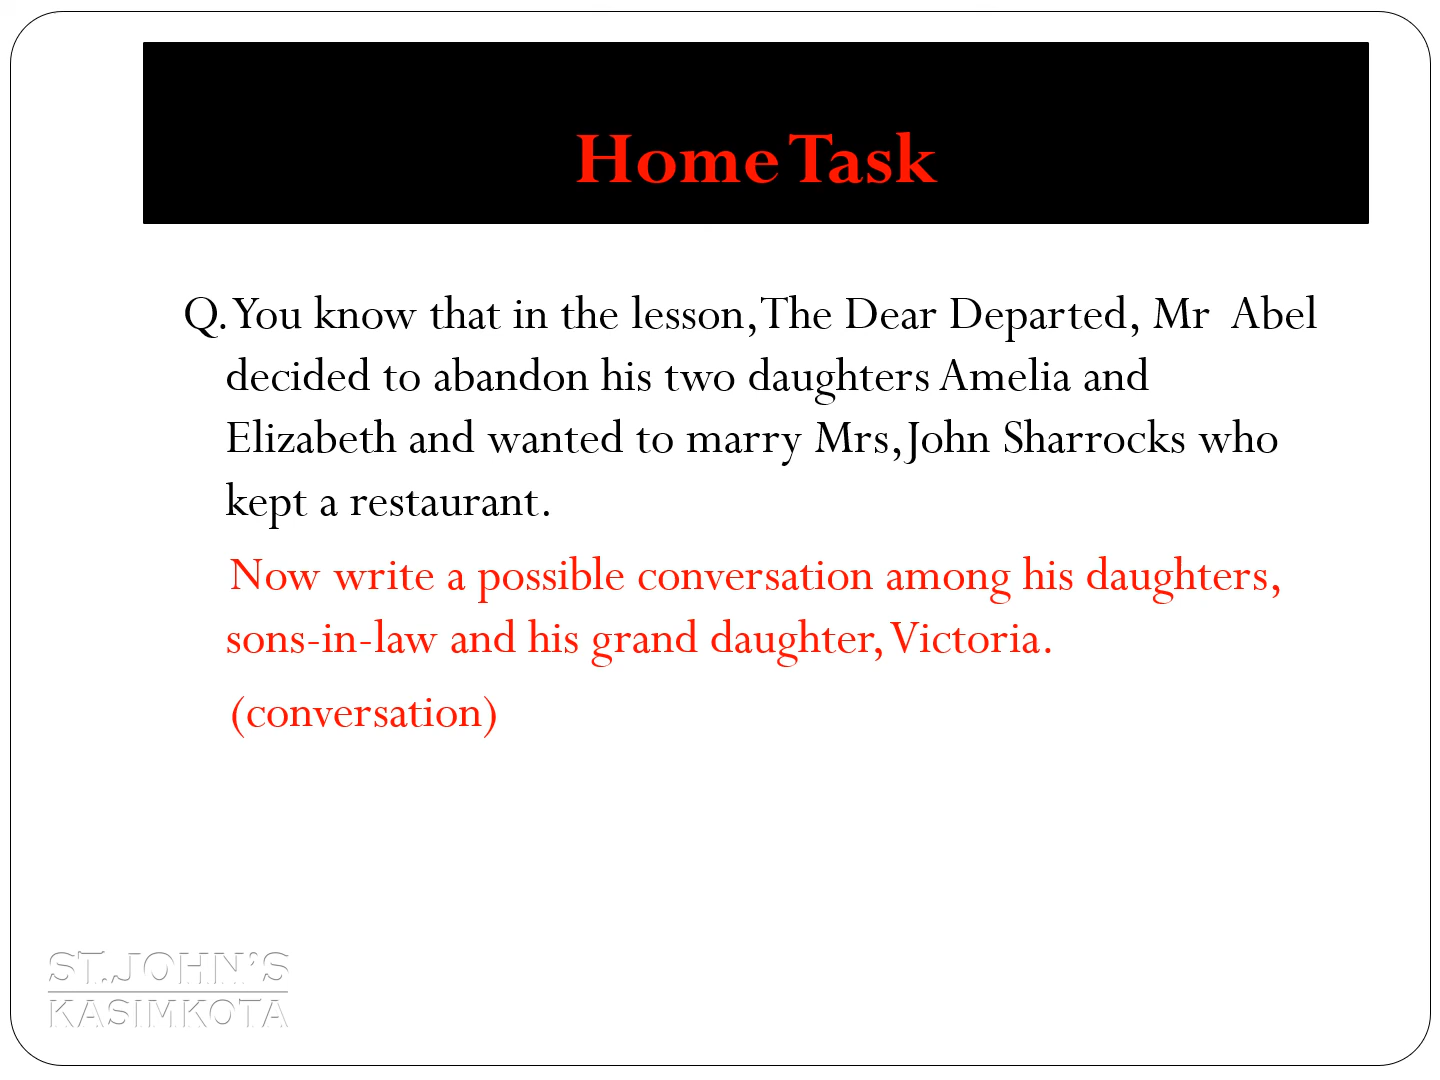 Home Task
Q. You know that in the lesson, The Dear Departed, Mr Abel
decided to abandon his two daughters Amelia and
Elizabeth and wanted to marry Mrs, John Sharrocks who
kept a restaurant.
Now write a possible conversation among his daughters,
sons-in-law and his grand daughter, Victoria.
(conversation)
ST.JOHN'S
KASIMKOTA